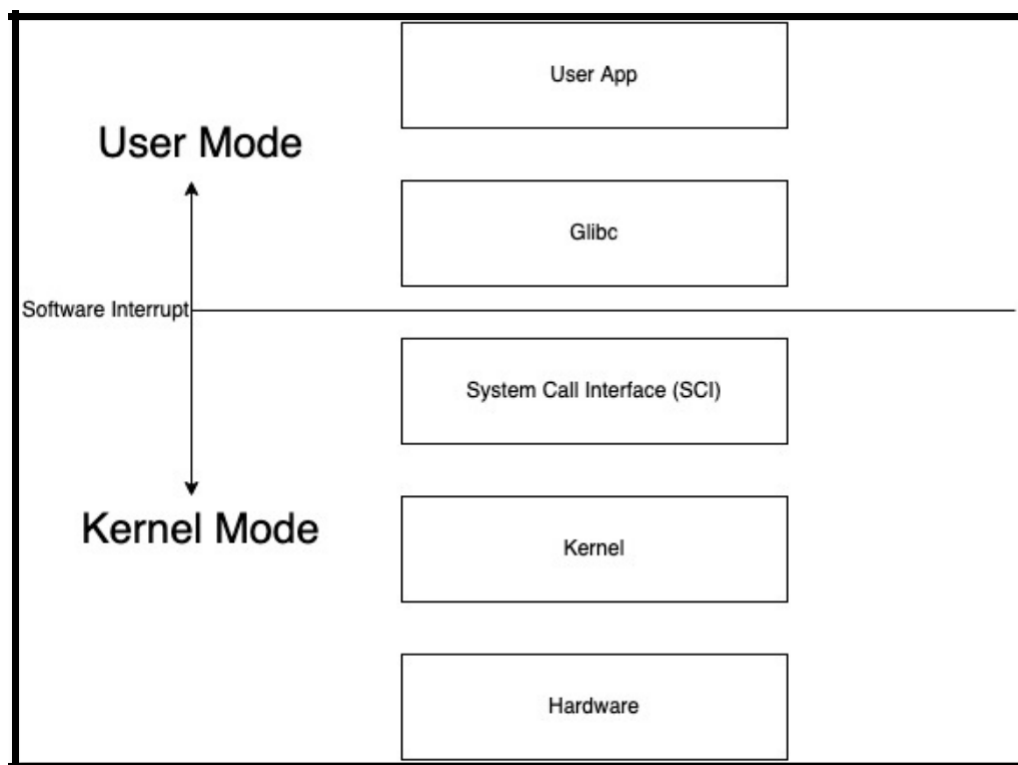 User App
User Mode
Glibc
Software Interrupt
System Call Interface (SCI)
Kernel Mode
Kernel
Hardware